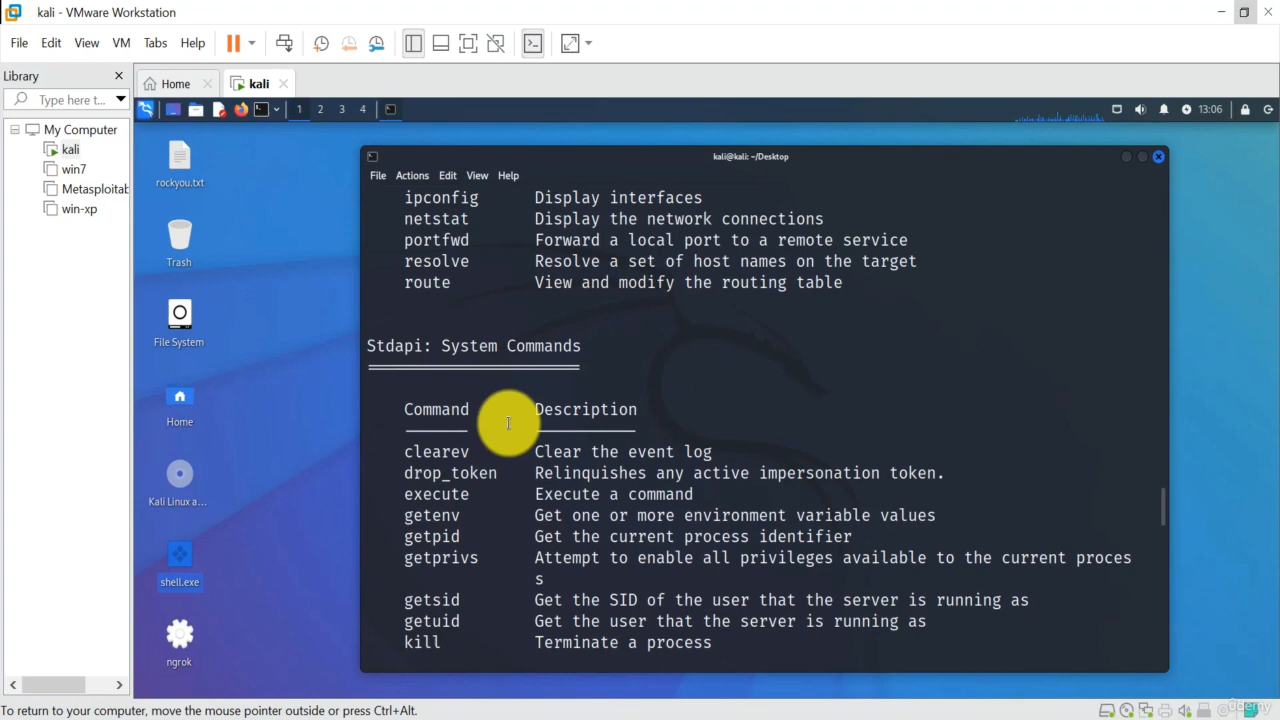 kali - VMware Workstation
File Edit View VM Tabs Help
Library
Home
kali
Type here t...
My Computer
kali
win7
Metasploitab
win-xp
1 2 3 4
13:06
rockyou.txt
Trash
File System
Home
Kali Linux a...
shell.exe
ngrok
kali@kali: ~/Desktop
File Actions Edit View Help
ipconfig Display interfaces
netstat Display the network connections
portfwd Forward a local port to a remote service
resolve Resolve a set of host names on the target
route View and modify the routing table
Stdapi: System Commands
Command Description
clearev Clear the event log
drop_token Relinquishes any active impersonation token.
execute Execute a command
getenv Get one or more environment variable values
getpid Get the current process identifier
getprivs Attempt to enable all privileges available to the current proces
s
getsid Get the SID of the user that the server is running as
getuid Get the user that the server is running as
kill Terminate a process
To return to your computer, move the mouse pointer outside or press Ctrl+Alt.
Udemy